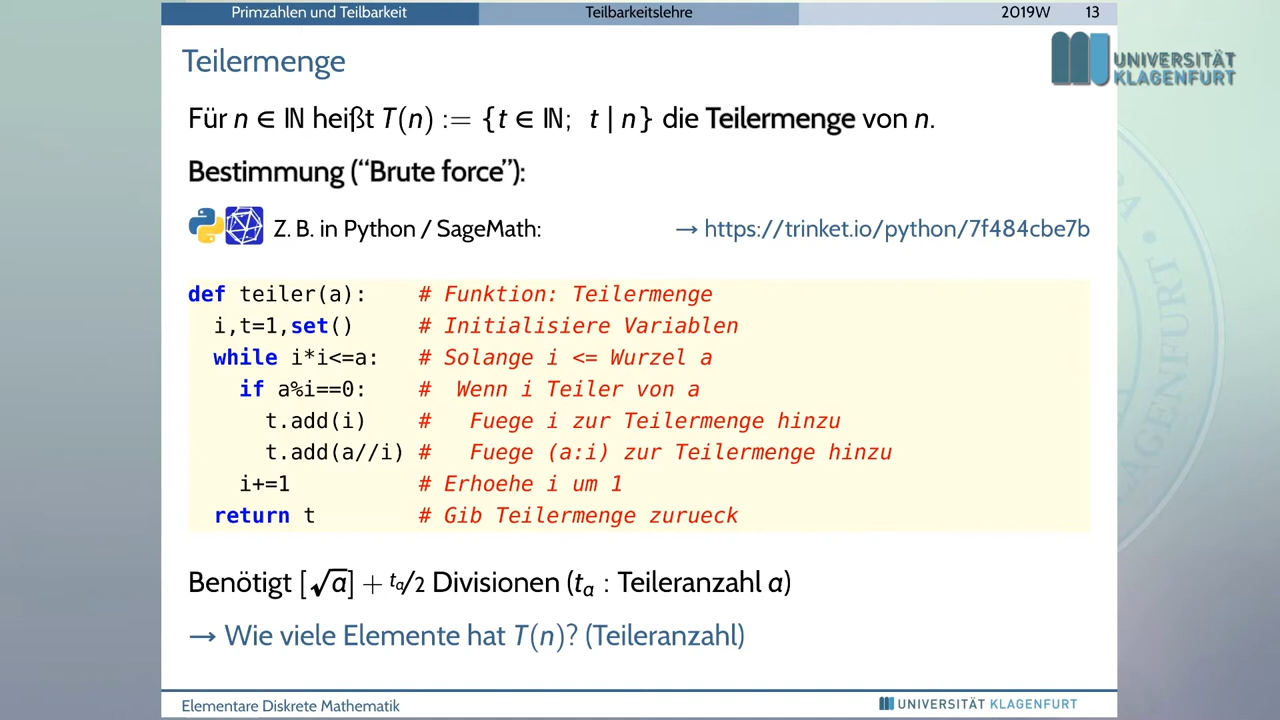 Primzahlen und Teilbarkeit Teilbarkeitslehre 2019W 13
Teilermenge
UNIVERSITÄT
KLAGENFURT
Für n ∈ ℕ heißt T(n) := {t ∈ ℕ; t | n} die Teilermenge von n.
Bestimmung (“Brute force”):
Z. B. in Python / SageMath: → https://trinket.io/python/7f484cbe7b
def teiler(a): # Funktion: Teilermenge
i,t=1,set() # Initialisiere Variablen
while i*i<=a: # Solange i <= Wurzel a
if a%i==0: # Wenn i Teiler von a
t.add(i) # Fuege i zur Teilermenge hinzu
t.add(a//i) # Fuege (a:i) zur Teilermenge hinzu
i+=1 # Erhoehe i um 1
return t # Gib Teilermenge zurueck
Benötigt [√a] + tₐ/2 Divisionen (tₐ : Teileranzahl a)
→ Wie viele Elemente hat T(n)? (Teileranzahl)
Elementare Diskrete Mathematik UNIVERSITÄT KLAGENFURT
KLAGENFURT